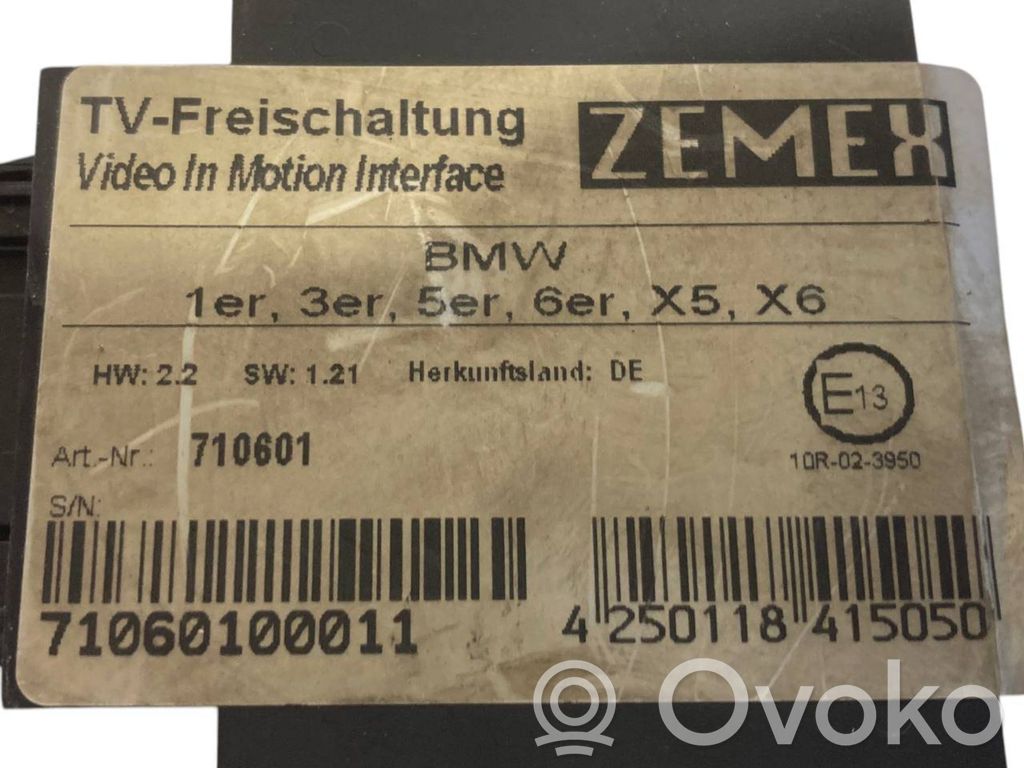 TV-Freischaltung
ZEMEX
Video In Motion Interface
BMW
1er, 3er, 5er, 6er, X5, X6
HW: 2.2 SW: 1.21 Herkunftsland: DE
E13
Art.-Nr.: 710601
10R-02-3950
S/N:
71060100011
4 250118 415050
Ovoko